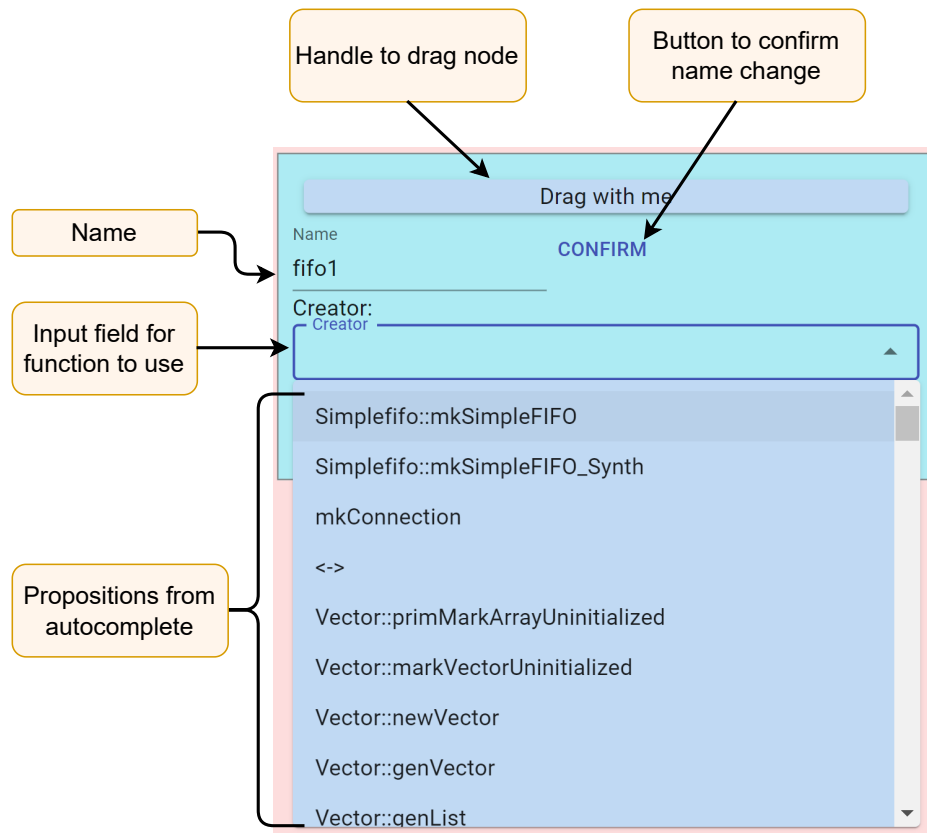 Handle to drag node
Button to confirm
name change
Drag with me
Name
Name
CONFIRM
fifo1
Creator:
Input field for
function to use
Creator
Simplefifo::mkSimpleFIFO
Simplefifo::mkSimpleFIFO_Synth
mkConnection
<->
Propositions from
autocomplete
Vector::primMarkArrayUninitialized
Vector::markVectorUninitialized
Vector::newVector
Vector::genVector
Vector::genList